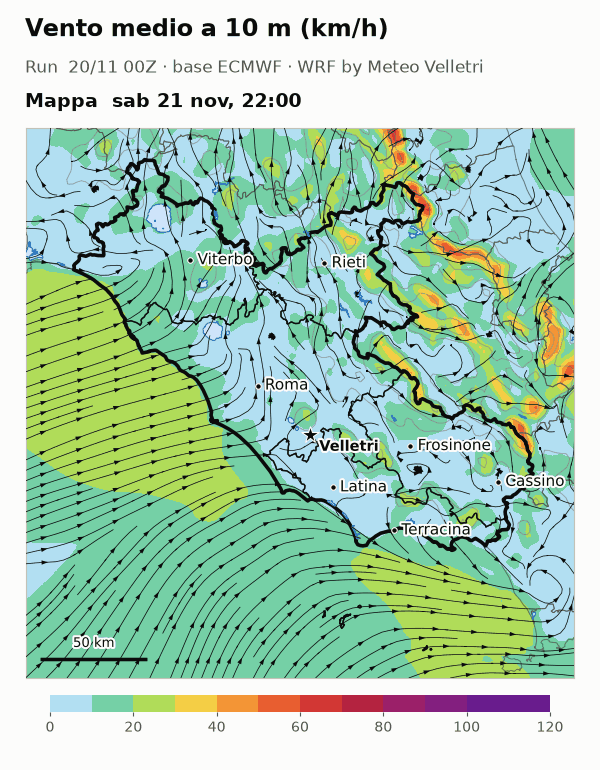 Vento medio a 10 m (km/h)
Run 20/11 00Z · base ECMWF · WRF by Meteo Velletri
Mappa sab 21 nov, 22:00
Viterbo
Rieti
Roma
Velletri
Frosinone
Cassino
Latina
Terracina
50 km
0 20 40 60 80 100 120